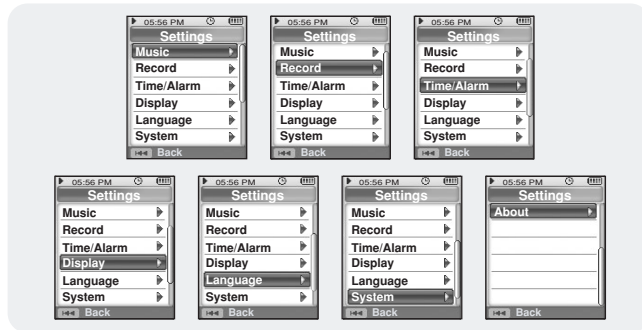 05:56 PM
Settings
Music
Record
Time/Alarm
Display
Language
System
Back
05:56 PM
Settings
Music
Record
Time/Alarm
Display
Language
System
Back
05:56 PM
Settings
Music
Record
Time/Alarm
Display
Language
System
Back
05:56 PM
Settings
Music
Record
Time/Alarm
Display
Language
System
Back
05:56 PM
Settings
Music
Record
Time/Alarm
Display
Language
System
Back
05:56 PM
Settings
Music
Record
Time/Alarm
Display
Language
System
Back
05:56 PM
Settings
About
Back